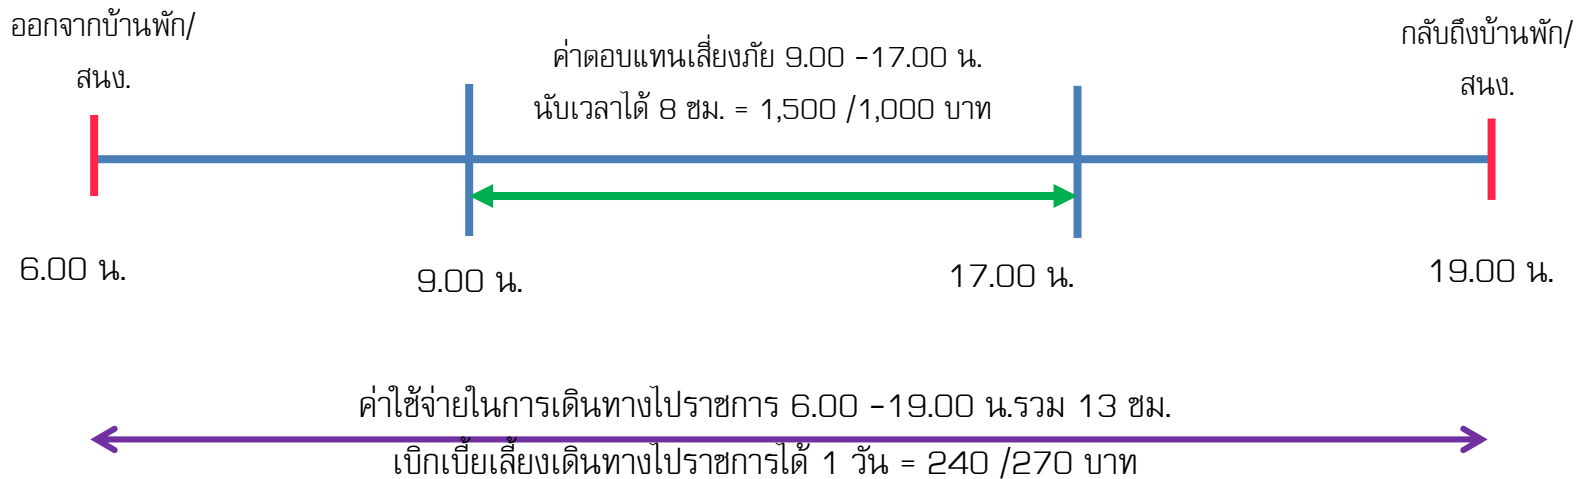 ออกจากบ้านพัก/
สนง.
ค่าตอบแทนเสี่ยงภัย 9.00 -17.00 น.
นับเวลาได้ 8 ชม. = 1,500 /1,000 บาท
กลับถึงบ้านพัก/
สนง.
6.00 น.
9.00 น.
17.00 น.
19.00 น.
ค่าใช้จ่ายในการเดินทางไปราชการ 6.00 -19.00 น.รวม 13 ชม.
เบิกเบี้ยเลี้ยงเดินทางไปราชการได้ 1 วัน = 240 /270 บาท